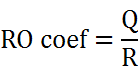 RO coef = Q/R